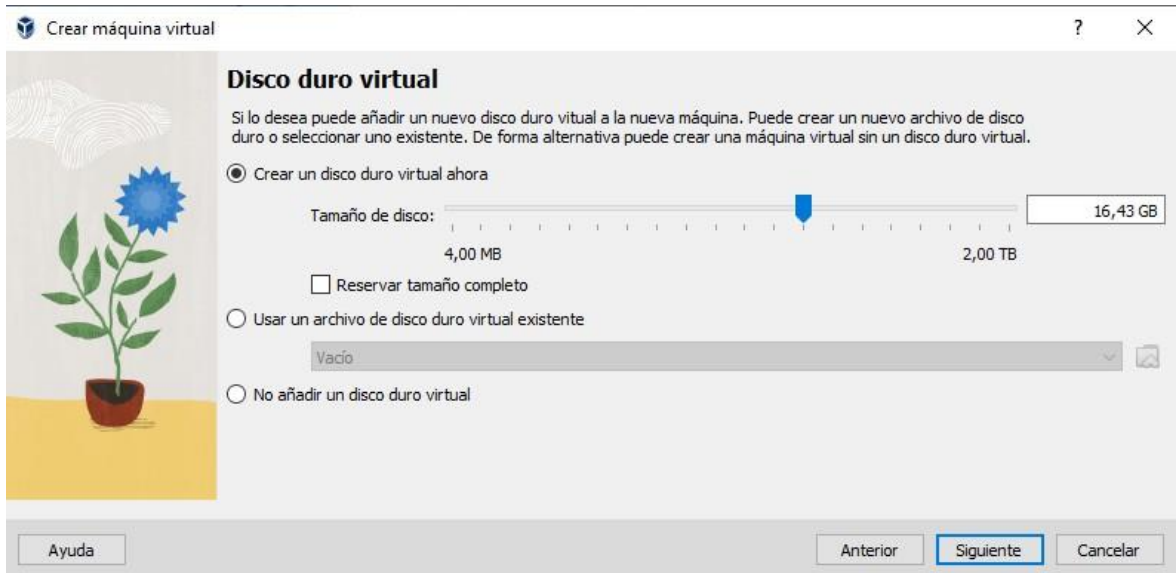 Crear máquina virtual
?
Disco duro virtual
Si lo desea puede añadir un nuevo disco duro vitual a la nueva máquina. Puede crear un nuevo archivo de disco
duro o seleccionar uno existente. De forma alternativa puede crear una máquina virtual sin un disco duro virtual.
Crear un disco duro virtual ahora
Tamaño de disco:
16,43 GB
4,00 MB
2,00 TB
Reservar tamaño completo
Usar un archivo de disco duro virtual existente
Vacío
No añadir un disco duro virtual
Ayuda
Anterior
Siguiente
Cancelar